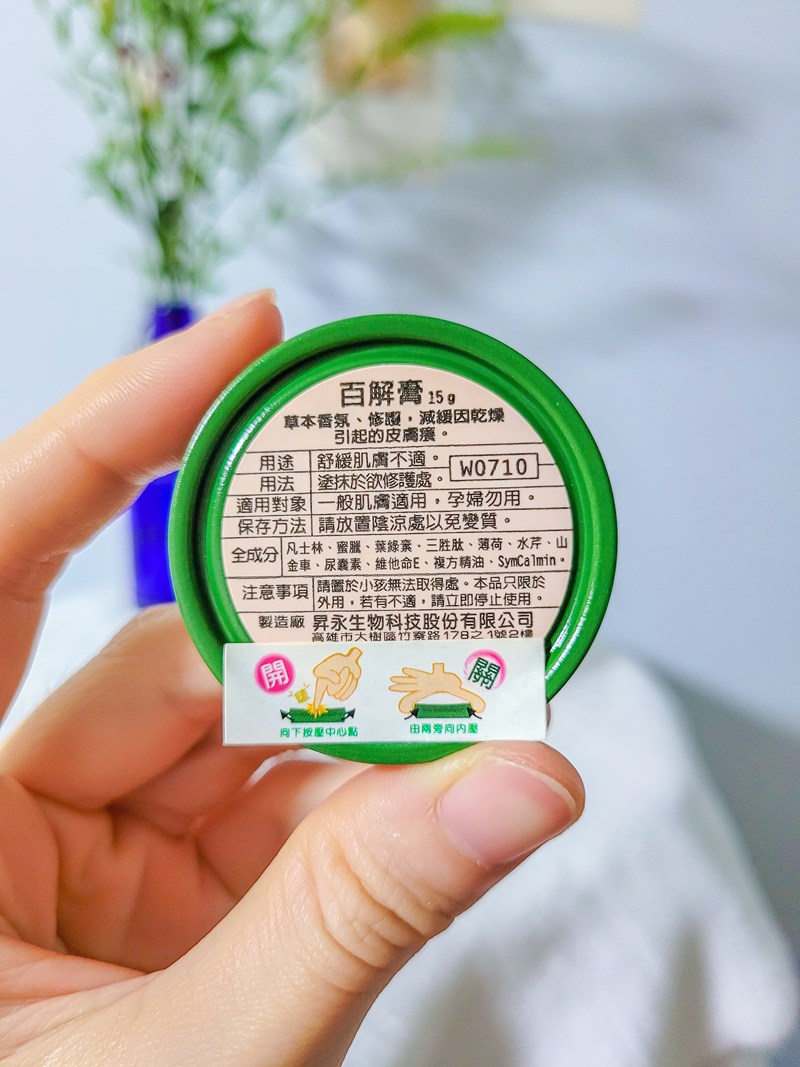 百解膏 15g
草本香氛、修護，減緩因乾燥
引起的皮膚癢。
用途 舒緩肌膚不適。
W0710
用法 塗抹於欲修護處。
適用對象 一般肌膚適用，孕婦勿用。
保存方法 請放置陰涼處以免變質。
全成分 凡士林、蜜臘、葉綠素、三胜肽、薄荷、水芹、山
金車、尿囊素、維他命E、複方精油、SymCalmin。
注意事項 請置於小孩無法取得處。本品只限於
外用，若有不適，請立即停止使用。
製造廠 昇永生物科技股份有限公司
高雄市大樹區竹寮路178之1號2樓
開
關
向下按壓中心點
由兩旁向內壓